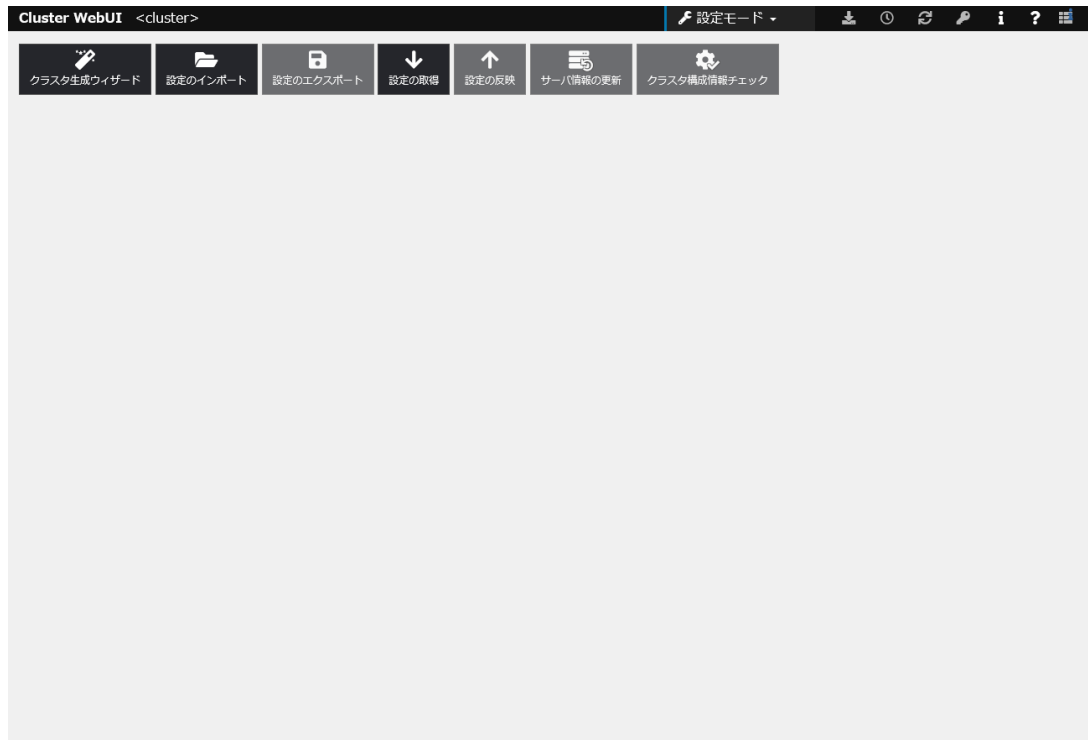 Cluster WebUI <cluster> 設定モード
クラスタ生成ウィザード 設定のインポート 設定のエクスポート 設定の取得 設定の反映 サーバ情報の更新 クラスタ構成情報チェック